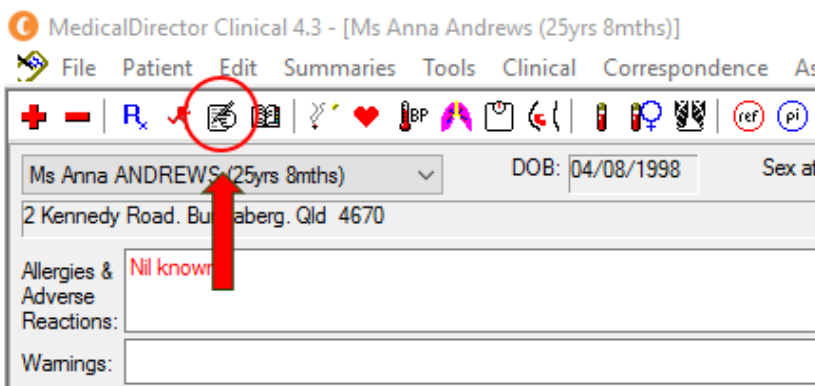 MedicalDirector Clinical 4.3 - [Ms Anna Andrews (25yrs 8mths)]
File Patient Edit Summaries Tools Clinical Correspondence As
Rx BP ref pi
Ms Anna ANDREWS (25yrs 8mths) DOB: 04/08/1998 Sex at
2 Kennedy Road. Qld 4670
Allergies & Nil known
Adverse
Reactions:
Warnings: